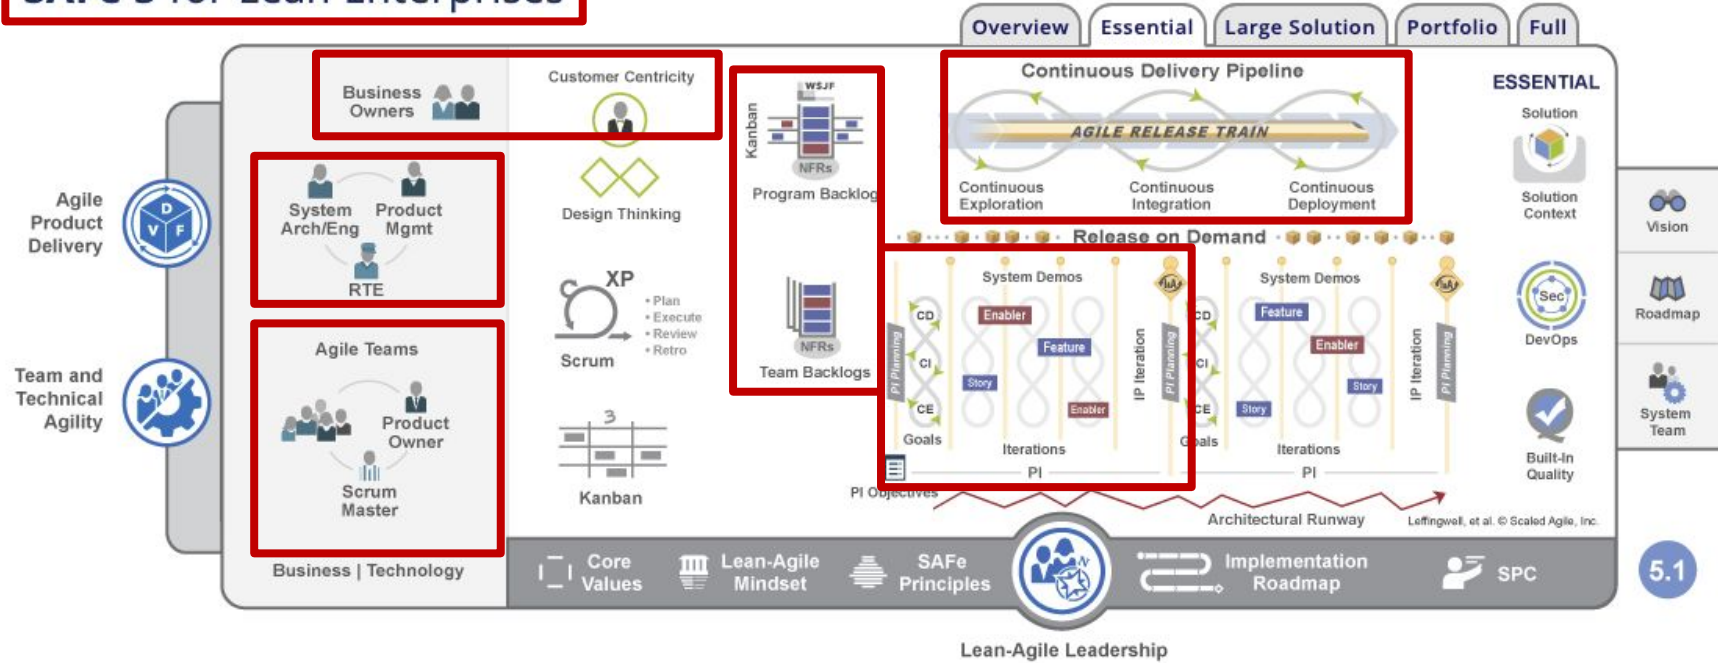 SAFe 5 for Lean Enterprises
Overview
Essential
Large Solution
Portfolio
Full
Agile
Product
Delivery
D
V
F
Team and
Technical
Agility
Business
Owners
System
Arch/Eng
Product
Mgmt
RTE
Agile Teams
Product
Owner
Scrum
Master
Business | Technology
Customer Centricity
Design Thinking
XP
• Plan
• Execute
• Review
• Retro
Scrum
3
Kanban
WSJF
Kanban
NFRs
Program Backlog
NFRs
Team Backlogs
Continuous Delivery Pipeline
AGILE RELEASE TRAIN
Continuous
Exploration
Continuous
Integration
Continuous
Deployment
Release on Demand
System Demos
PI Planning
CD
CI
CE
Goals
Enabler
Feature
Story
Enabler
Iterations
PI
IP Iteration
I&A
PI Planning
System Demos
CD
CI
CE
Goals
Feature
Enabler
Story
Story
Iterations
PI
IP Iteration
I&A
PI Planning
PI Objectives
Architectural Runway
Leffingwell, et al. © Scaled Agile, Inc.
ESSENTIAL
Solution
Solution
Context
Sec
DevOps
Built-In
Quality
Vision
Roadmap
System
Team
Core
Values
Lean-Agile
Mindset
SAFe
Principles
N
Implementation
Roadmap
SPC
5.1
Lean-Agile Leadership